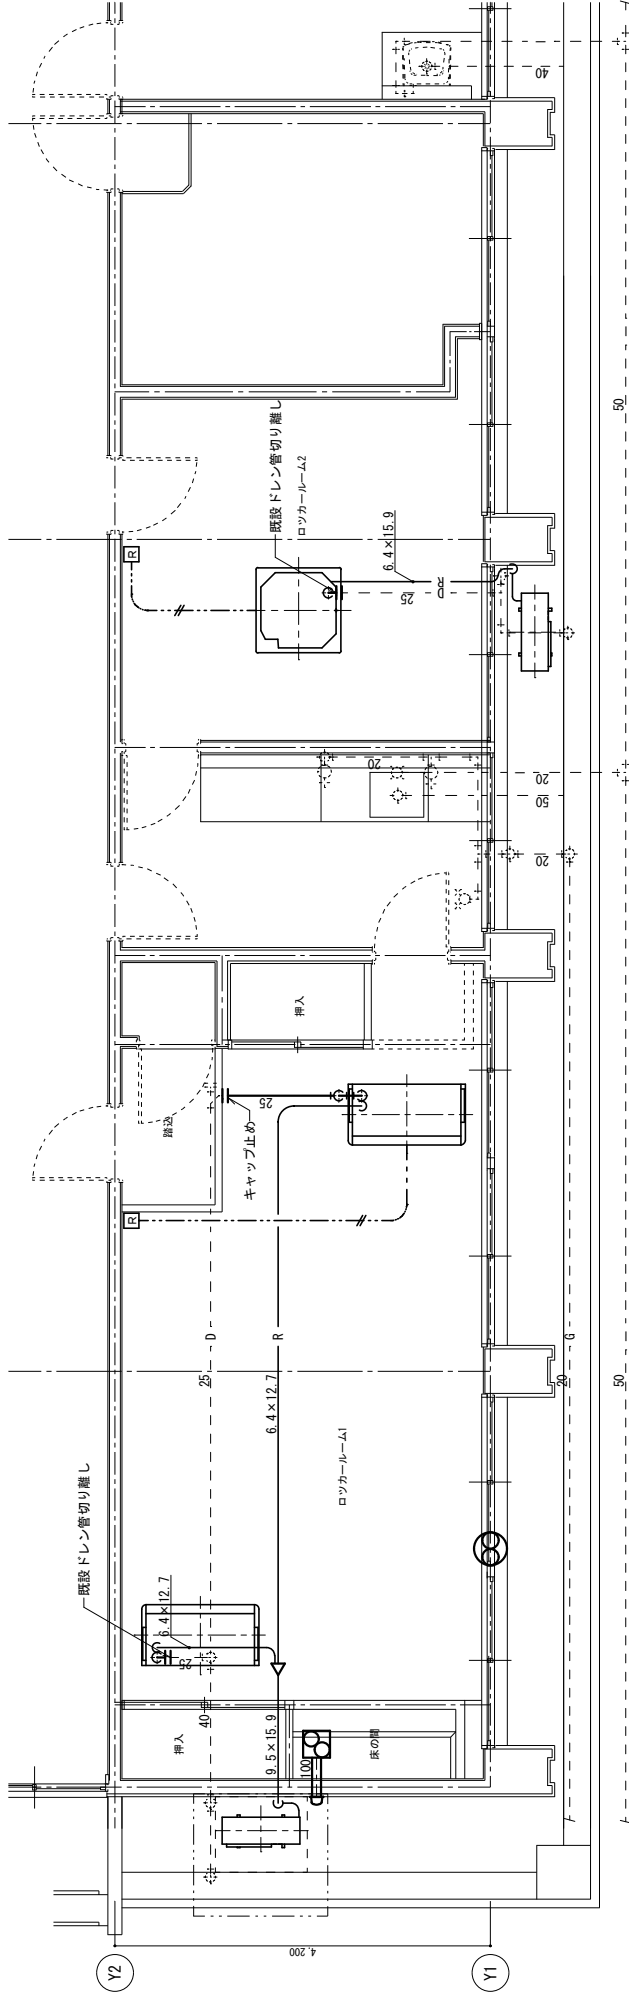 40
既設ドレン管切り離し
ロツカールーム2
R
6.4×15.9
25
D
R
50
20
20
50
20
押入
踏込
25
キャップ止め
R
25
D
R
6.4×12.7
ロツカールーム1
G
20
50
既設ドレン管切り離し
6.4×12.7
25
押入
40
9.5×15.9
100
床の間
4,200
Y2
Y1